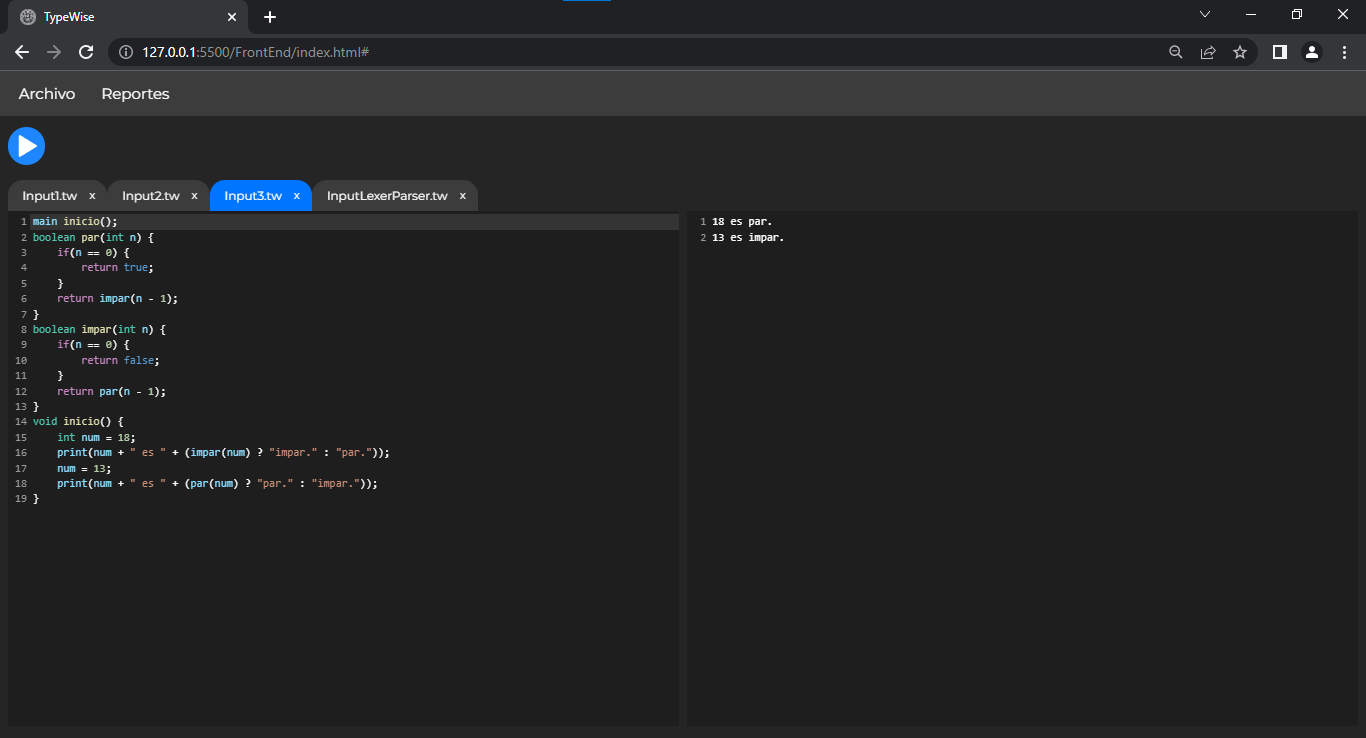 TypeWise
127.0.0.1:5500/FrontEnd/index.html#
Archivo Reportes
Input1.tw x Input2.tw x Input3.tw x InputLexerParser.tw x
1 main inicio();
2 boolean par(int n) {
3     if(n == 0) {
4         return true;
5     }
6     return impar(n - 1);
7 }
8 boolean impar(int n) {
9     if(n == 0) {
10         return false;
11     }
12     return par(n - 1);
13 }
14 void inicio() {
15     int num = 18;
16     print(num + " es " + (impar(num) ? "impar." : "par."));
17     num = 13;
18     print(num + " es " + (par(num) ? "par." : "impar."));
19 }
1 18 es par.
2 13 es impar.